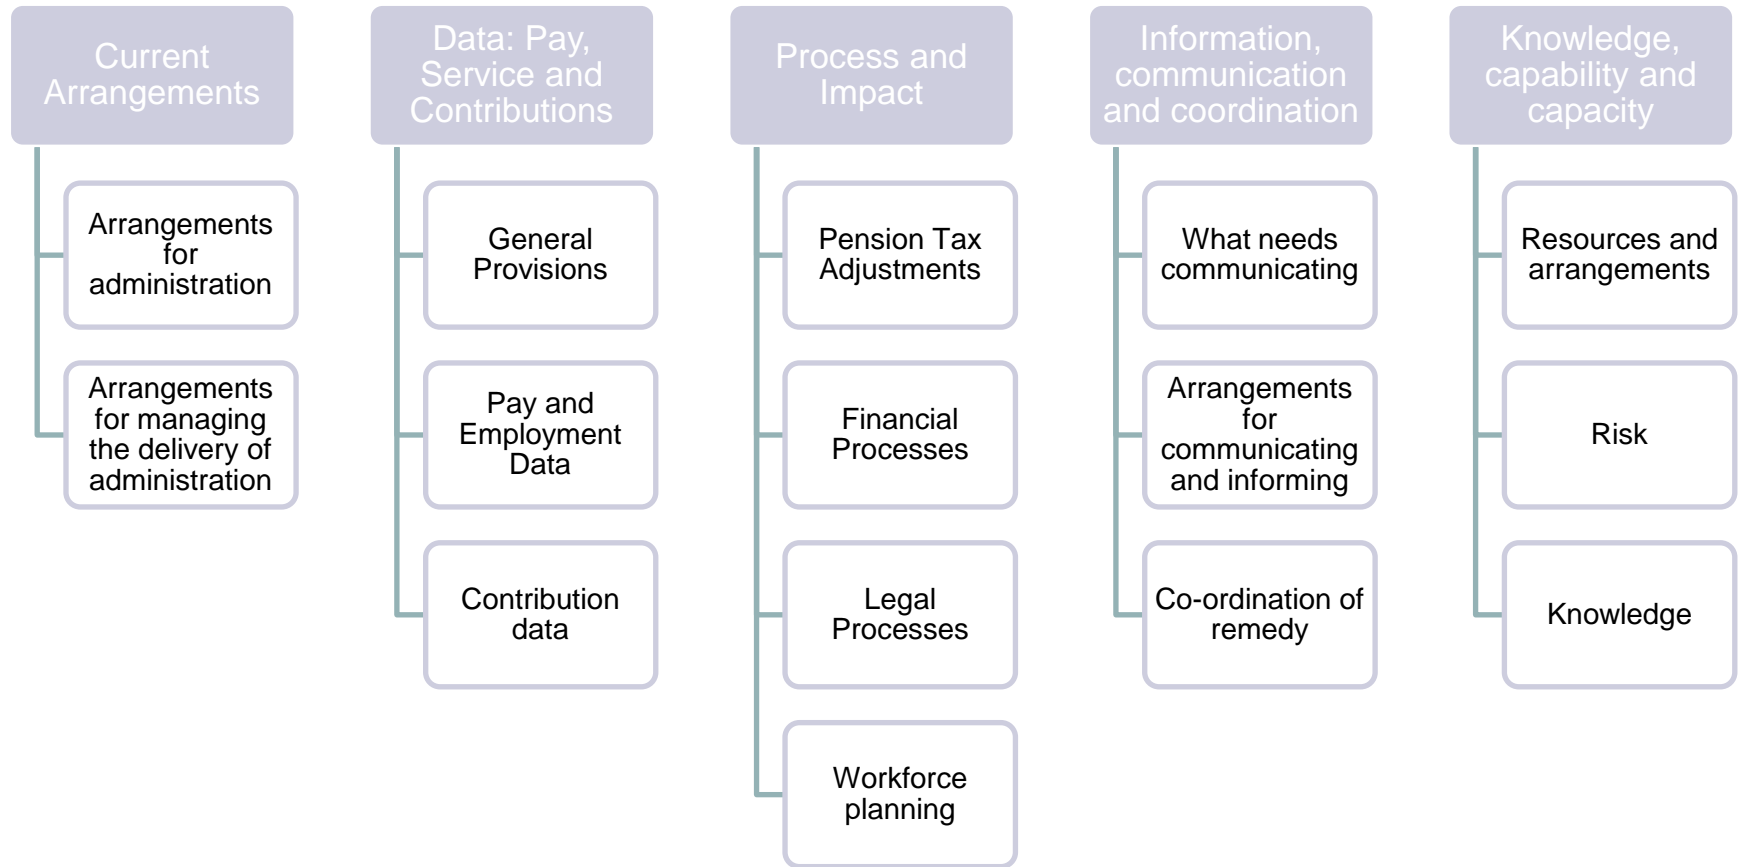 Current
Arrangements
Arrangements
for
administration
Arrangements
for managing
the delivery of
administration
Data: Pay,
Service and
Contributions
General
Provisions
Pay and
Employment
Data
Contribution
data
Process and
Impact
Pension Tax
Adjustments
Financial
Processes
Legal
Processes
Workforce
planning
Information,
communication
and coordination
What needs
communicating
Arrangements
for
communicating
and informing
Co-ordination of
remedy
Knowledge,
capability and
capacity
Resources and
arrangements
Risk
Knowledge